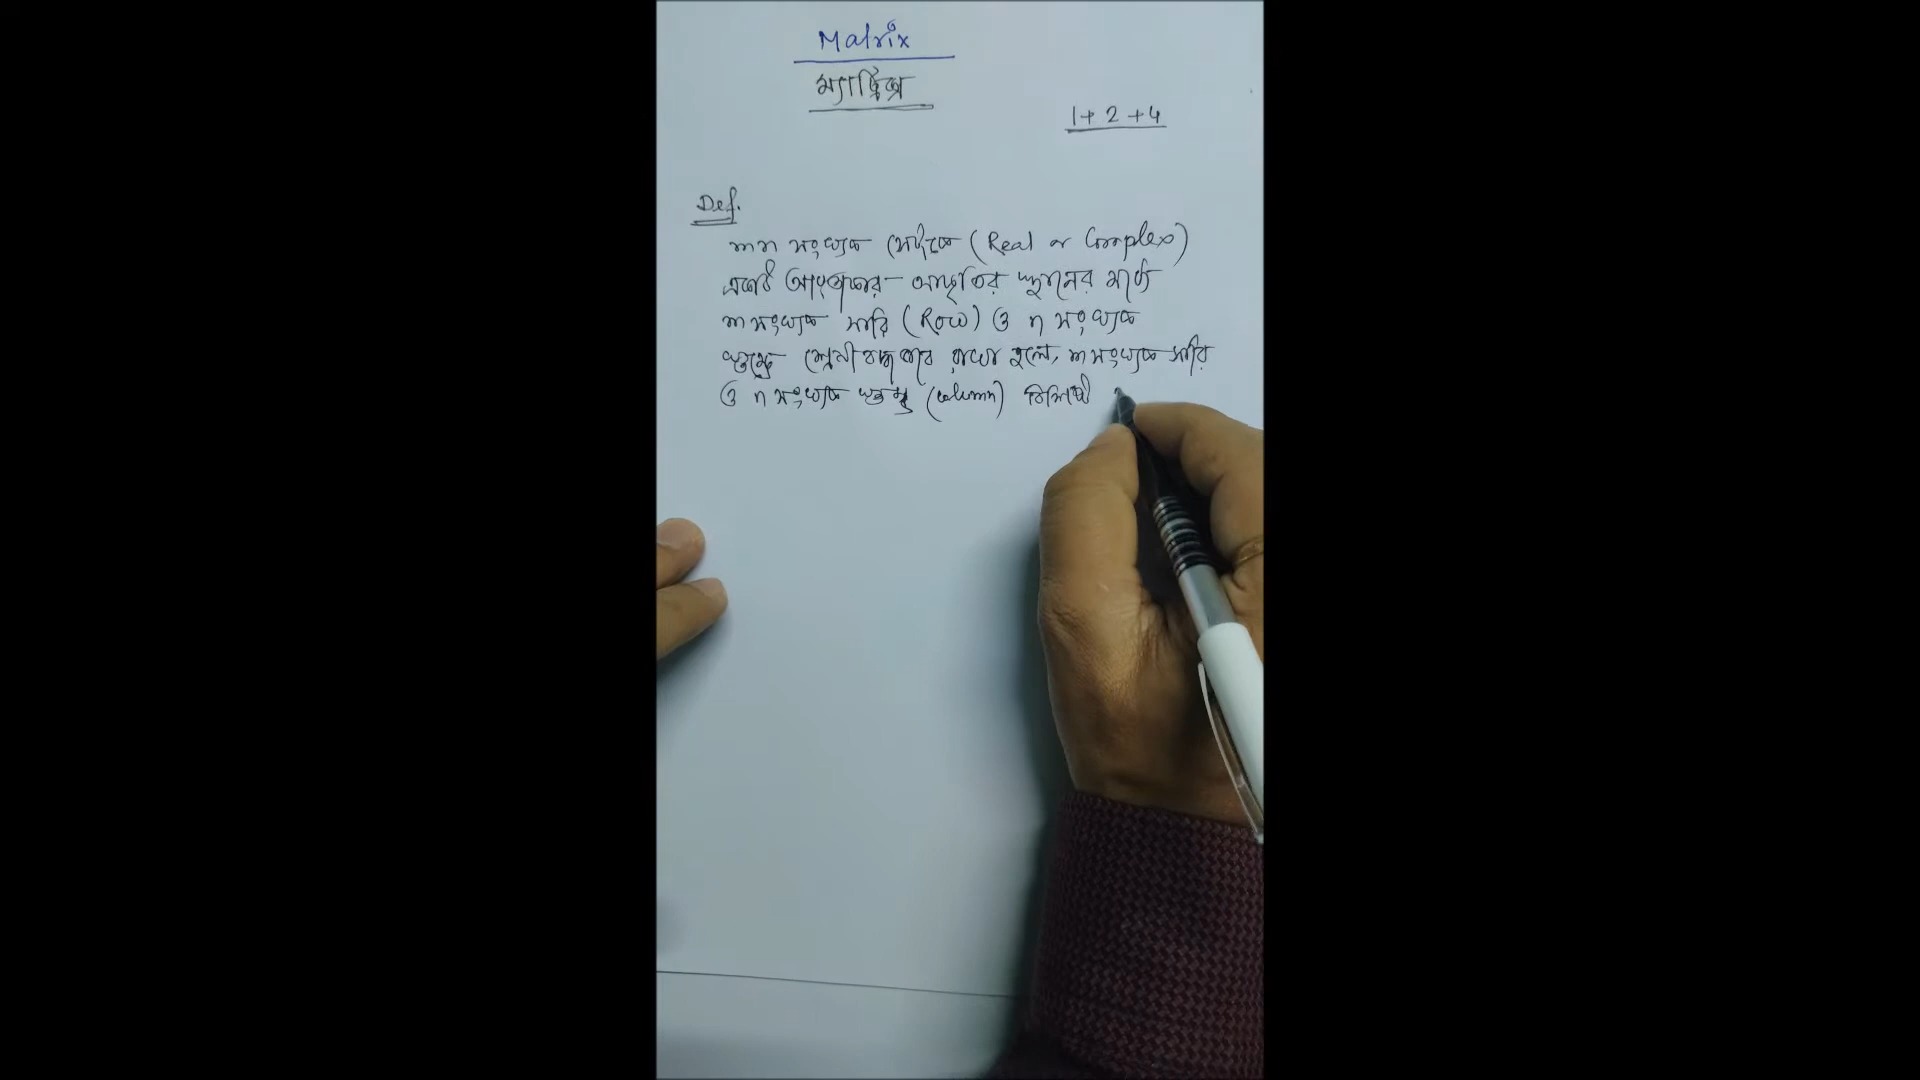 Matrix
ম্যাট্রিক্স
1+ 2 +4
Def.
mn সংখ্যক (Real or Complex)
একটি আয়তাকার- আকৃতির স্থানের মধ্যে
m সংখ্যক সারি (Row) ও n সংখ্যক
স্তম্ভে শ্রেণীবদ্ধভাবে রাখা হলে, m সংখ্যক সারি
ও n সংখ্যক স্তম্ভ (column) বিশিষ্ট